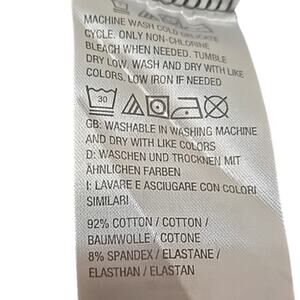 MACHINE WASH COLD DELICATE
CYCLE. ONLY NON-CHLORINE
BLEACH WHEN NEEDED. TUMBLE
DRY LOW. WASH AND DRY WITH LIKE
COLORS. LOW IRON IF NEEDED
30
GB: WASHABLE IN WASHING MACHINE
AND DRY WITH LIKE COLORS
D: WASCHEN UND TROCKNEN MIT
ÄHNLICHEN FARBEN
I: LAVARE E ASCIUGARE CON COLORI
SIMILARI
92% COTTON / COTTON /
BAUMWOLLE / COTONE
8% SPANDEX / ELASTANE /
ELASTHAN / ELASTAN